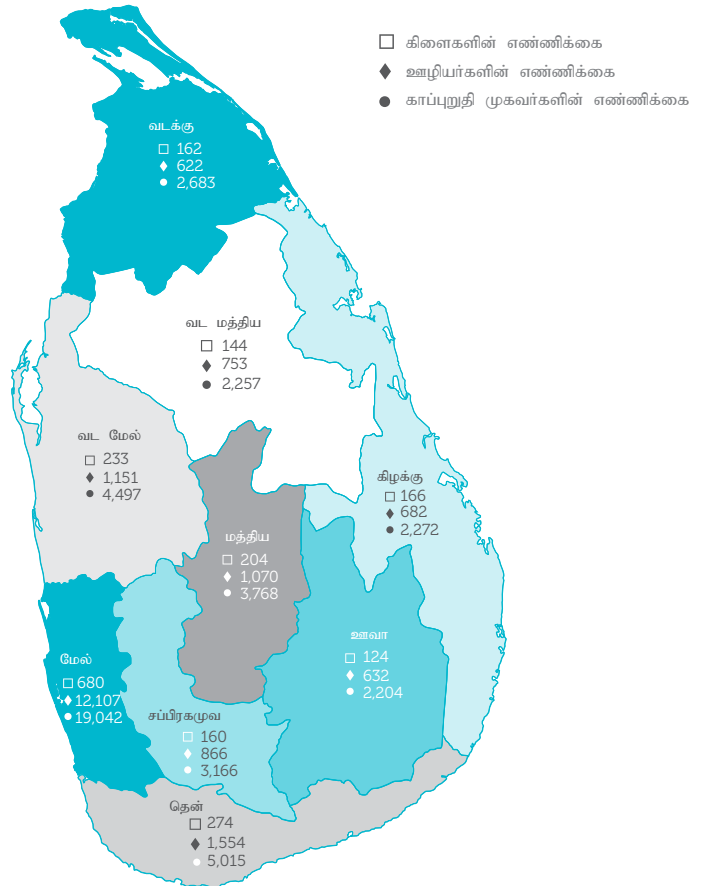 கிளைகளின் எண்ணிக்கை
ஊழியர்களின் எண்ணிக்கை
காப்புறுதி முகவர்களின் எண்ணிக்கை
வடக்கு
162
622
2,683
வட மத்திய
144
753
2,257
வட மேல்
233
1,151
4,497
கிழக்கு
166
682
2,272
மத்திய
204
1,070
3,768
ஊவா
124
632
2,204
மேல்
680
12,107
19,042
சப்பிரகமுவ
160
866
3,166
தென்
274
1,554
5,015